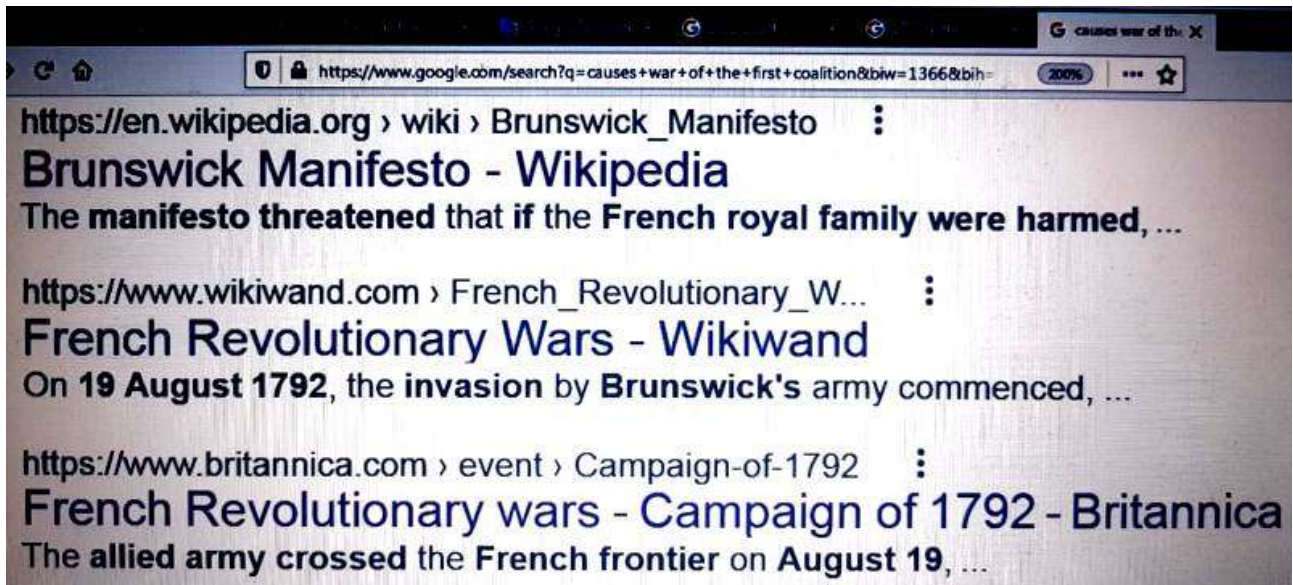 G causes war of the
https://www.google.com/search?q=causes+war+of+the+first+coalition&biw=1366&bih=
200%
https://en.wikipedia.org › wiki › Brunswick_Manifesto
Brunswick Manifesto - Wikipedia
The manifesto threatened that if the French royal family were harmed, ...
https://www.wikiwand.com › French_Revolutionary_W...
French Revolutionary Wars - Wikiwand
On 19 August 1792, the invasion by Brunswick's army commenced, ...
https://www.britannica.com › event › Campaign-of-1792
French Revolutionary wars - Campaign of 1792 - Britannica
The allied army crossed the French frontier on August 19, ...